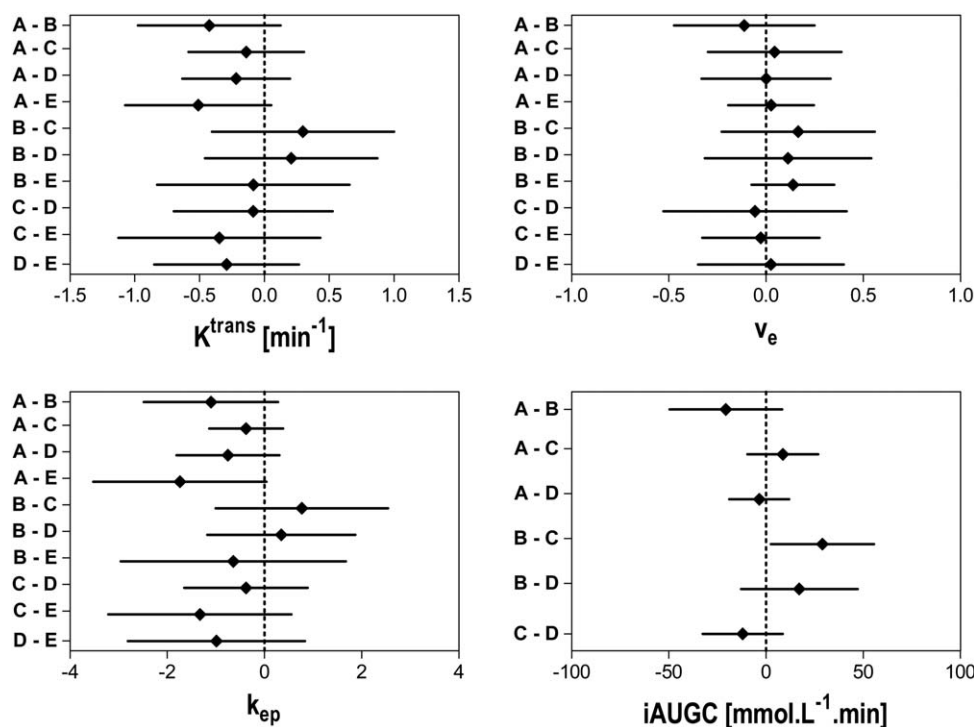 A - B
A - C
A - D
A - E
B - C
B - D
B - E
C - D
C - E
D - E
-1.5 -1.0 -0.5 0.0 0.5 1.0 1.5
K^trans [min^-1]
A - B
A - C
A - D
A - E
B - C
B - D
B - E
C - D
C - E
D - E
-1.0 -0.5 0.0 0.5 1.0
v_e
A - B
A - C
A - D
A - E
B - C
B - D
B - E
C - D
C - E
D - E
-4 -2 0 2 4
k_ep
A - B
A - C
A - D
B - C
B - D
C - D
-100 -50 0 50 100
iAUGC [mmol.L^-1.min]